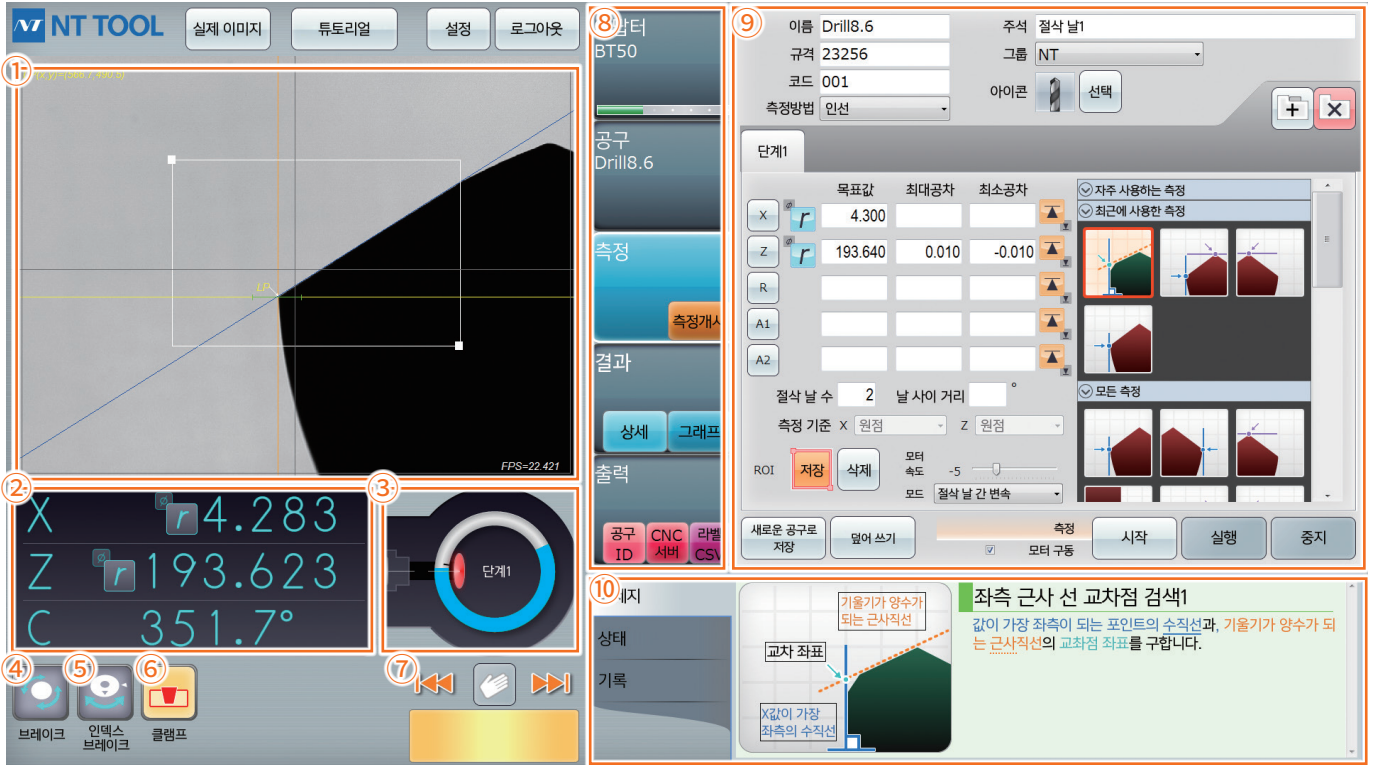 NT NT TOOL
실제 이미지
튜토리얼
설정
로그아웃
①
LP
FPS=22.421
②
X r 4.283
Z r 193.623
C 351.7°
③
단계1
④
브레이크
⑤
인덱스
브레이크
⑥
클램프
⑦
⑧
BT50
공구
Drill8.6
측정
측정개시
결과
상세
그래프
출력
공구
ID
CNC
서버
라벨
CSV
⑨
이름 Drill8.6
규격 23256
코드 001
측정방법 인선
주석 절삭 날1
그룹 NT
아이콘 선택
단계1
목표값 최대공차 최소공차
X r 4.300
Z r 193.640 0.010 -0.010
R
A1
A2
절삭 날 수 2 날 사이 거리 °
측정 기준 X 원점 Z 원점
ROI 저장 삭제
모터
속도 -5
모드 절삭 날 간 변속
자주 사용하는 측정
최근에 사용한 측정
모든 측정
새로운 공구로
저장
덮어 쓰기
측정
모터 구동
시작
실행
중지
⑩
상태
기록
기울기가 양수가
되는 근사직선
교차 좌표
X값이 가장
좌측의 수직선
좌측 근사 선 교차점 검색1
값이 가장 좌측이 되는 포인트의 수직선과, 기울기가 양수가 되
는 근사직선의 교차점 좌표를 구합니다.